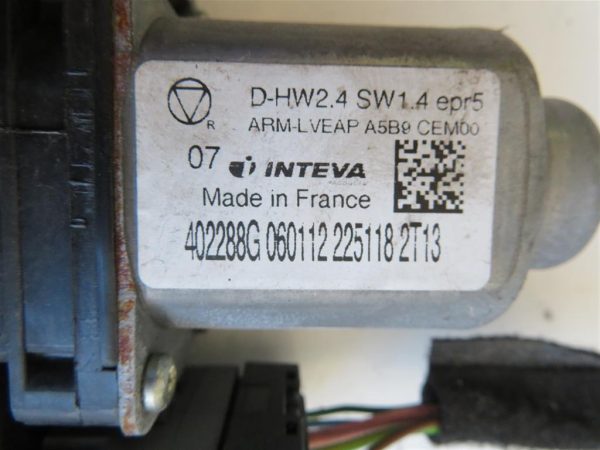 D-HW2.4 SW1.4 epr5
R
ARM-LVEAP A5B9 CEM00
07 INTEVA
Made in France
402288G 060112 225118 2T13